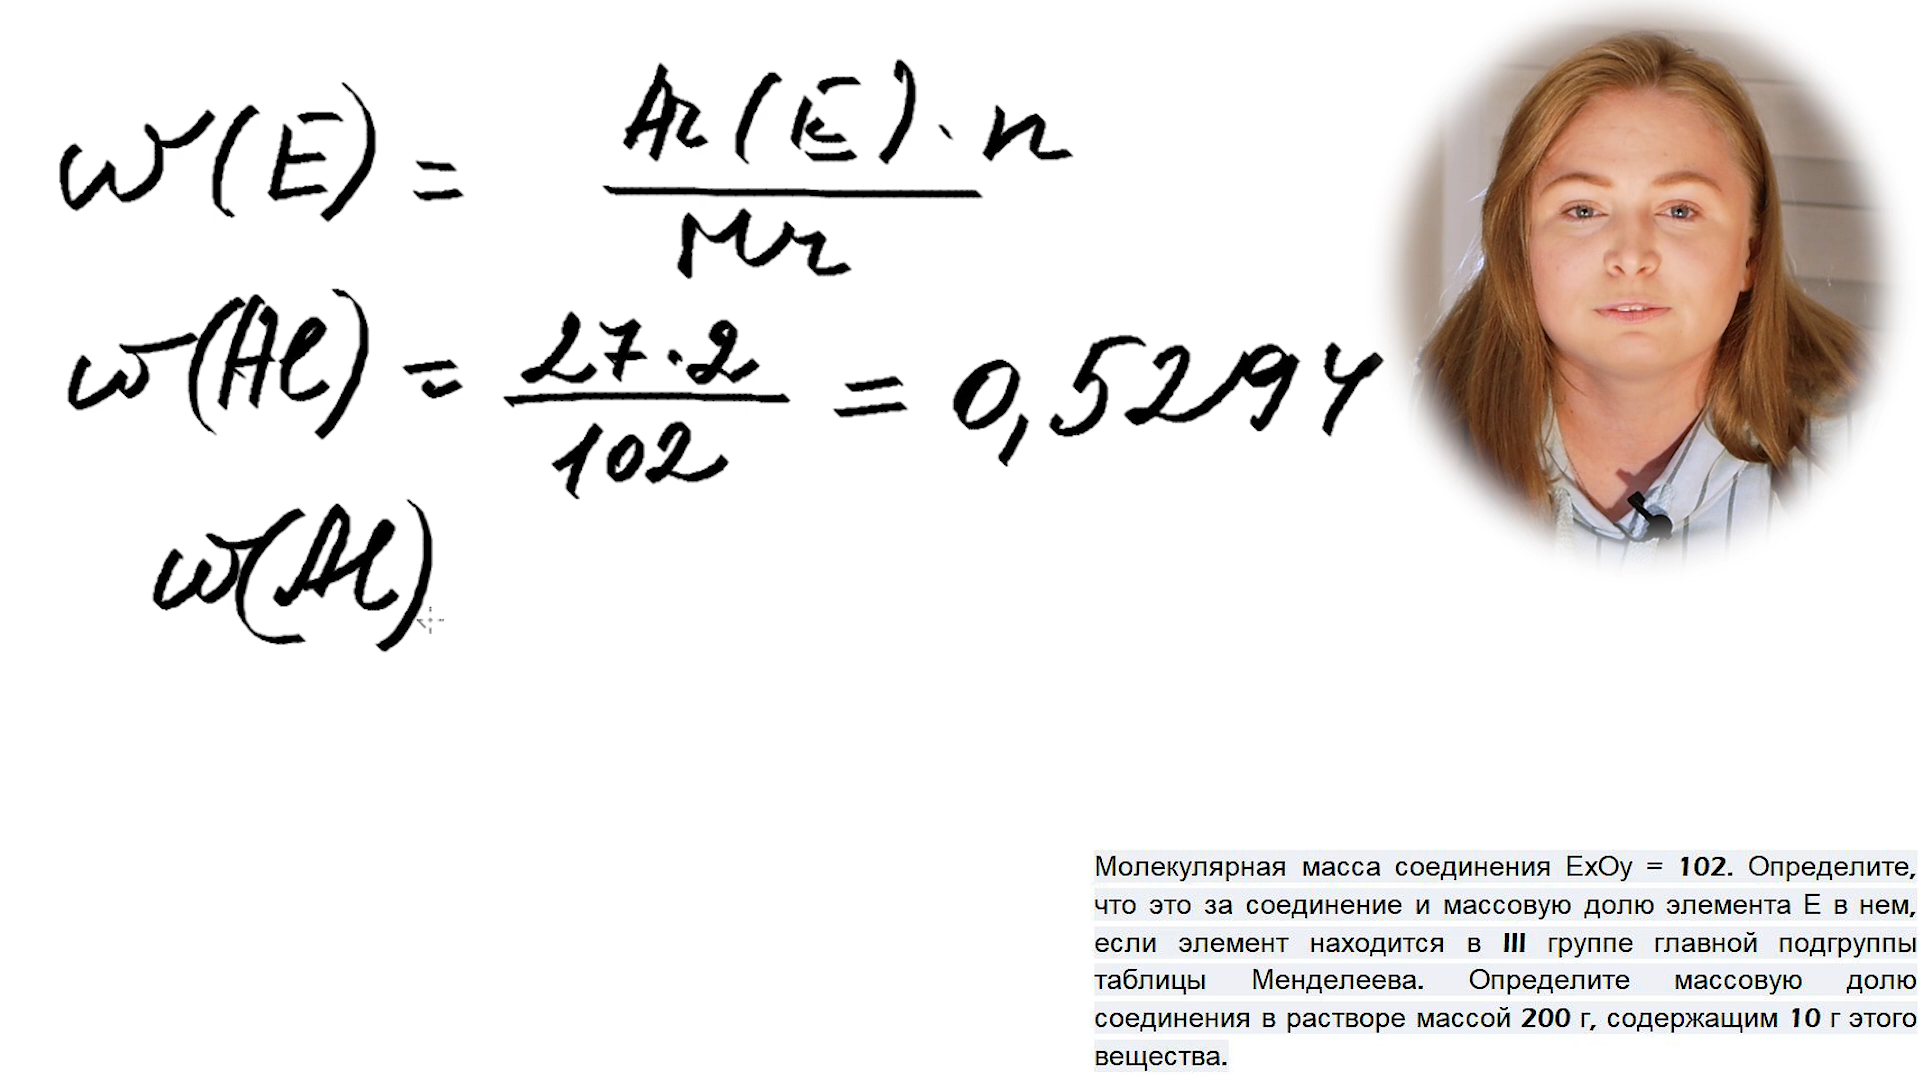 w(E) = Ar(E)·n
Mr
w(Al) = 27·2 = 0,5294
102
w(Al)
Молекулярная масса соединения ExOy = 102. Определите,
что это за соединение и массовую долю элемента E в нем,
если элемент находится в III группе главной подгруппы
таблицы Менделеева. Определите массовую долю
соединения в растворе массой 200 г, содержащим 10 г этого
вещества.